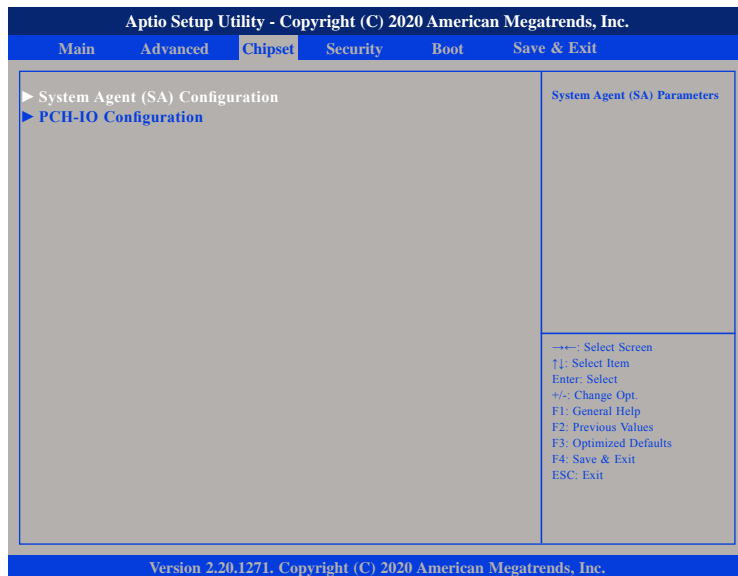 Aptio Setup Utility - Copyright (C) 2020 American Megatrends, Inc.
Main Advanced Chipset Security Boot Save & Exit
► System Agent (SA) Configuration
► PCH-IO Configuration
System Agent (SA) Parameters
→←: Select Screen
↑↓: Select Item
Enter: Select
+/-: Change Opt.
F1: General Help
F2: Previous Values
F3: Optimized Defaults
F4: Save & Exit
ESC: Exit
Version 2.20.1271. Copyright (C) 2020 American Megatrends, Inc.